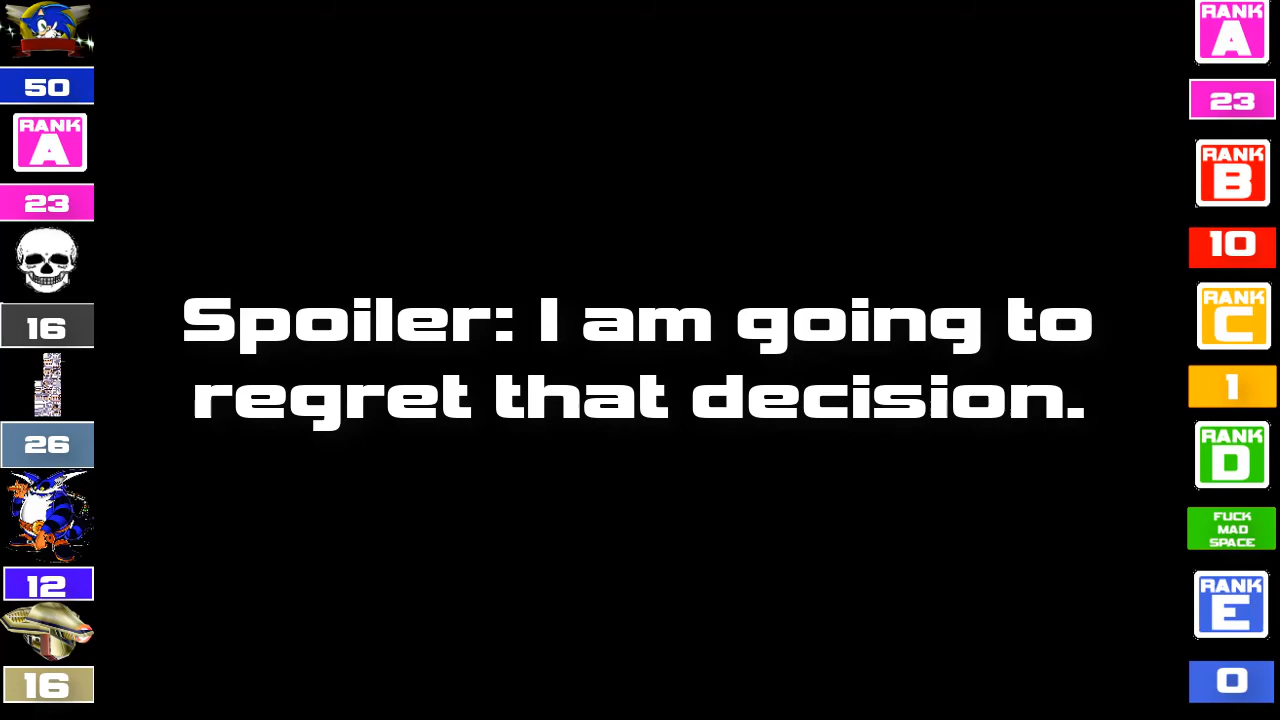 50
RANK
A
23
16
26
12
16
Spoiler: I am going to
regret that decision.
RANK
A
23
RANK
B
10
RANK
C
1
RANK
D
FUCK
MAD
SPACE
RANK
E
0